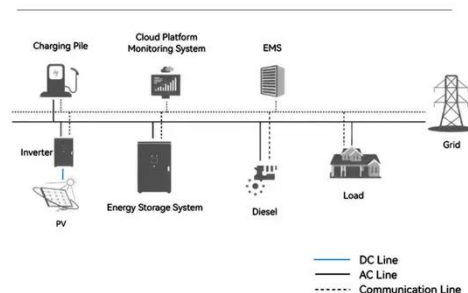 Charging Pile
Cloud Platform
Monitoring System
EMS
Grid
Inverter
PV
Energy Storage System
Diesel
Load
DC Line
AC Line
Communication Line